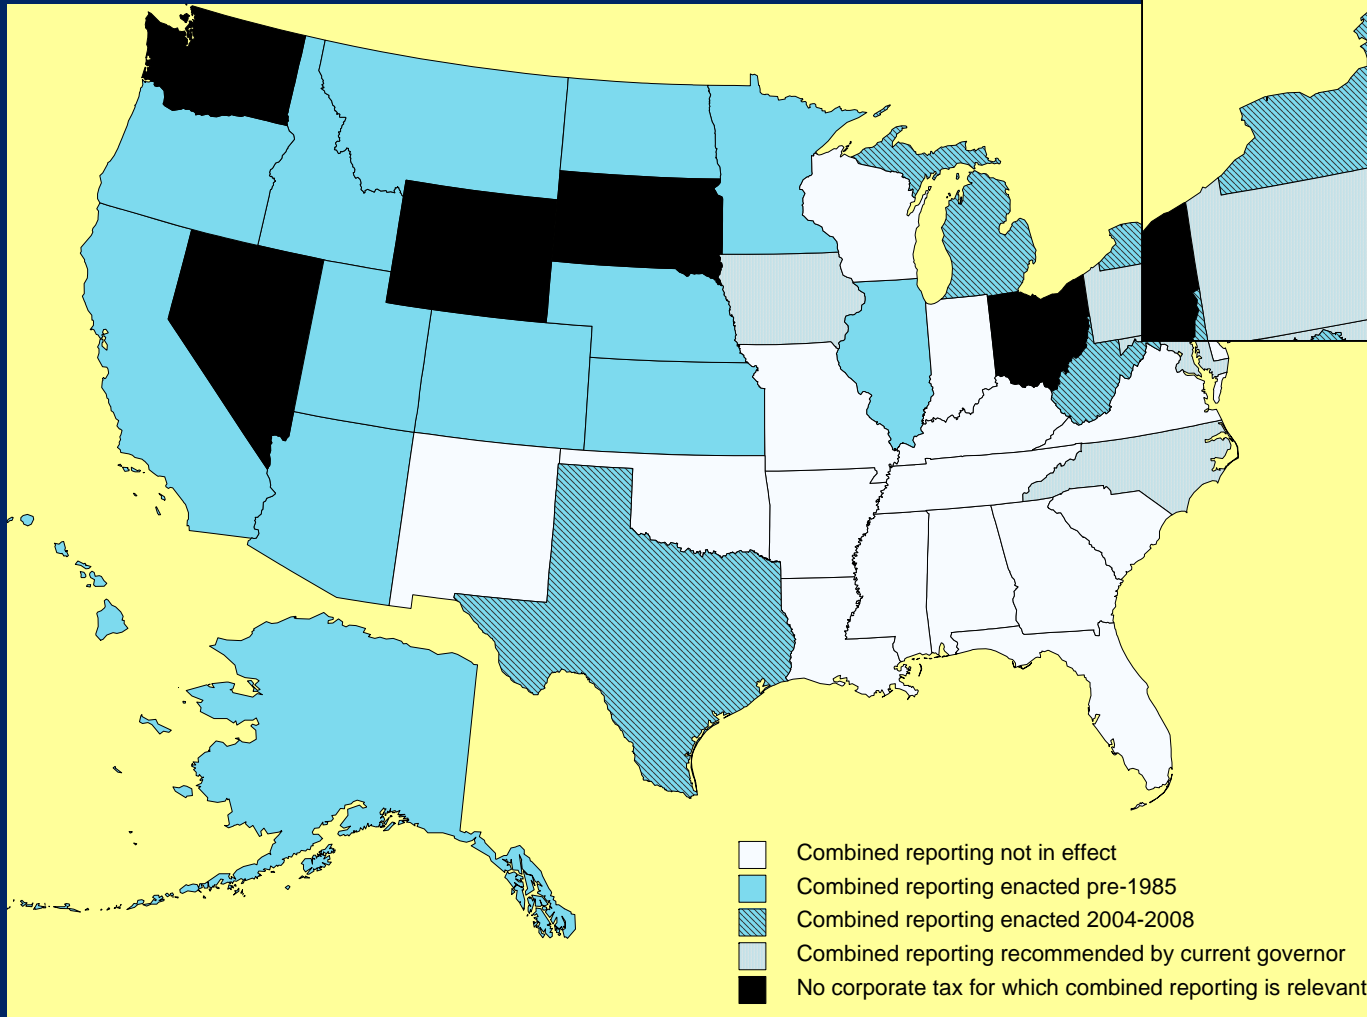 Combined reporting not in effect
Combined reporting enacted pre-1985
Combined reporting enacted 2004-2008
Combined reporting recommended by current governor
No corporate tax for which combined reporting is relevant